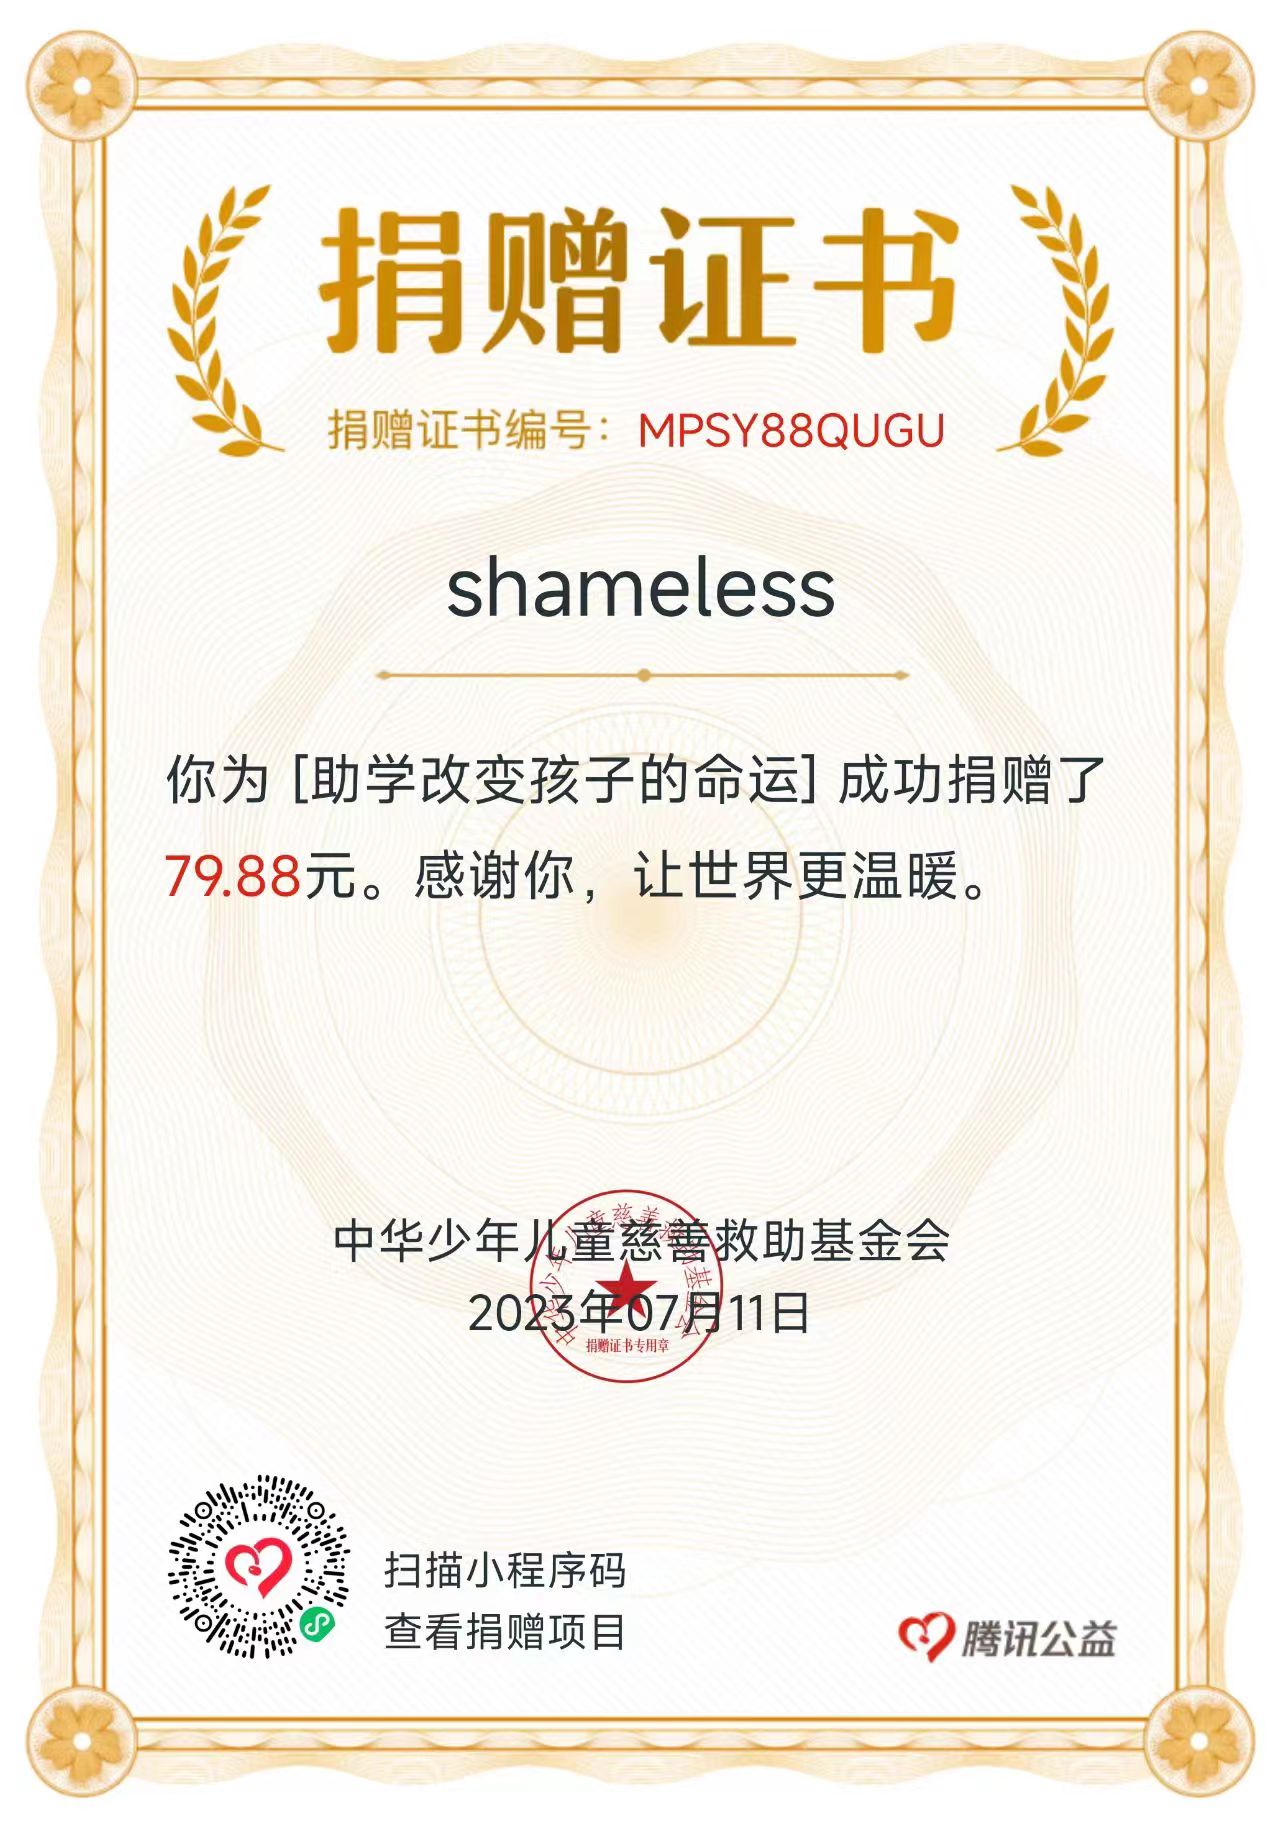 捐赠证书
捐赠证书编号：MPSY88QUGU
shameless
你为 [助学改变孩子的命运] 成功捐赠了
79.88元。感谢你，让世界更温暖。
中华少年儿童慈善救助基金会
2023年07月11日
中华少年儿童慈善救助基金会
捐赠证书专用章
扫描小程序码
查看捐赠项目
腾讯公益